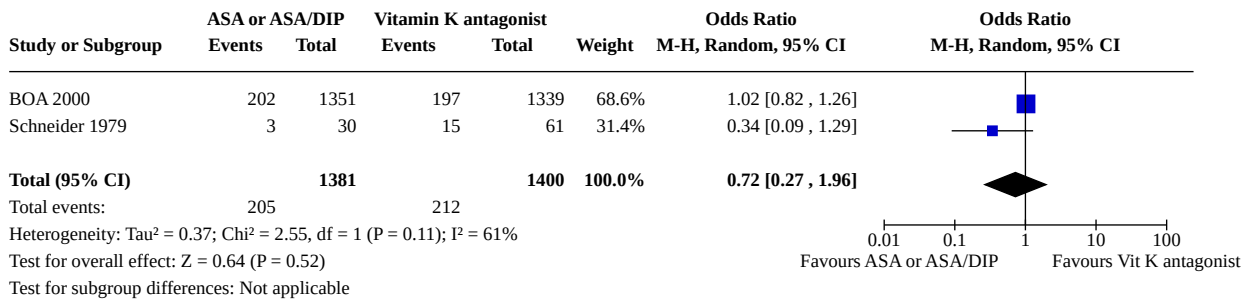 ASA or ASA/DIP Vitamin K antagonist Odds Ratio Odds Ratio
Study or Subgroup Events Total Events Total Weight M-H, Random, 95% CI M-H, Random, 95% CI
BOA 2000 202 1351 197 1339 68.6% 1.02 [0.82 , 1.26]
Schneider 1979 3 30 15 61 31.4% 0.34 [0.09 , 1.29]
Total (95% CI) 1381 1400 100.0% 0.72 [0.27 , 1.96]
Total events: 205 212
Heterogeneity: Tau² = 0.37; Chi² = 2.55, df = 1 (P = 0.11); I² = 61% 0.01 0.1 1 10 100
Test for overall effect: Z = 0.64 (P = 0.52) Favours ASA or ASA/DIP Favours Vit K antagonist
Test for subgroup differences: Not applicable